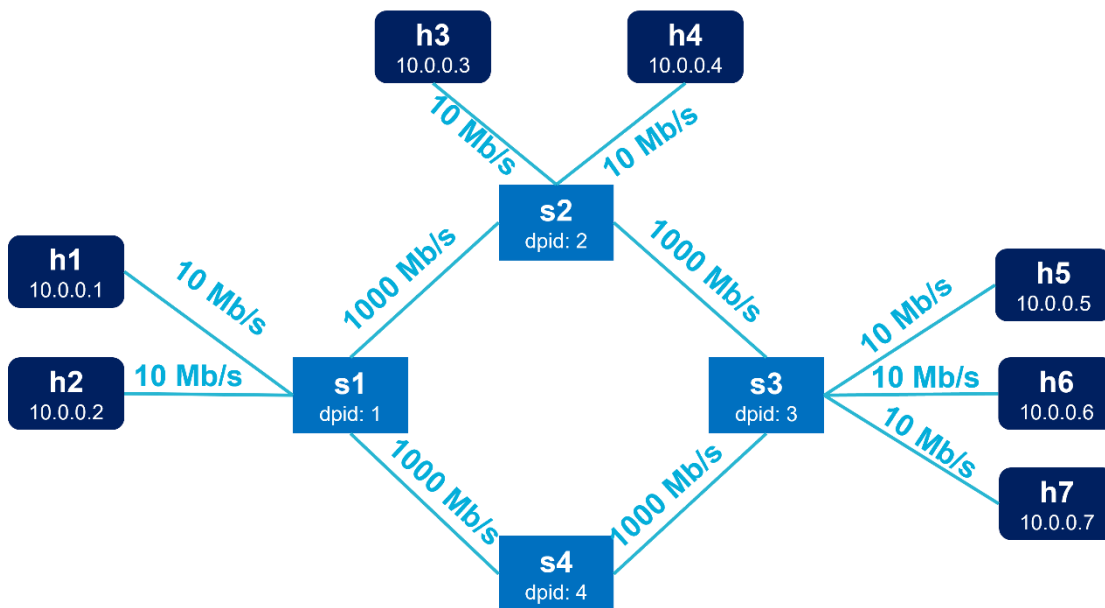 h3
10.0.0.3
h4
10.0.0.4
10 Mb/s
10 Mb/s
s2
dpid: 2
h1
10.0.0.1
10 Mb/s
1000 Mb/s
1000 Mb/s
h5
10.0.0.5
10 Mb/s
h2
10.0.0.2
10 Mb/s
s1
dpid: 1
s3
dpid: 3
10 Mb/s
h6
10.0.0.6
10 Mb/s
h7
10.0.0.7
1000 Mb/s
1000 Mb/s
s4
dpid: 4